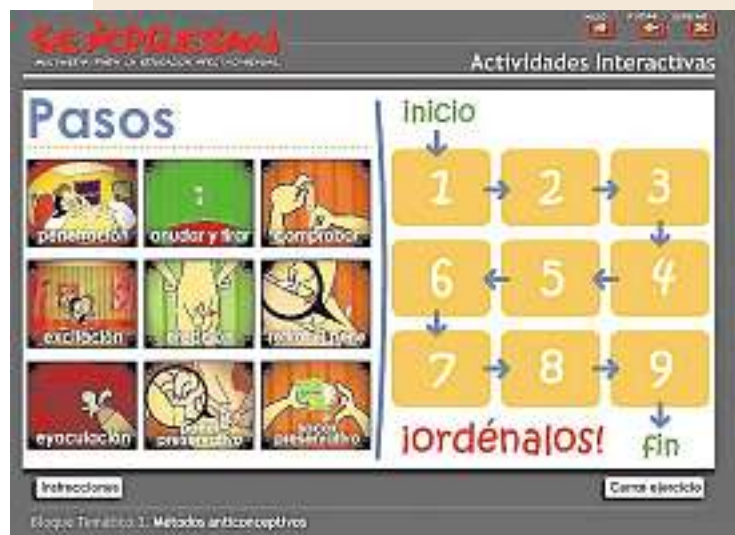 Actividades Interactivas
Pasos
penetración
anudar y tirar
comprobar
excitación
erección
retirar pene
eyaculación
poner preservativo
sacar preservativo
inicio
1 2 3
6 5 4
7 8 9
¡ordénalos!
fin
Instrucciones
Cerrar ejercicio
Bloque Temático 3. Métodos anticonceptivos